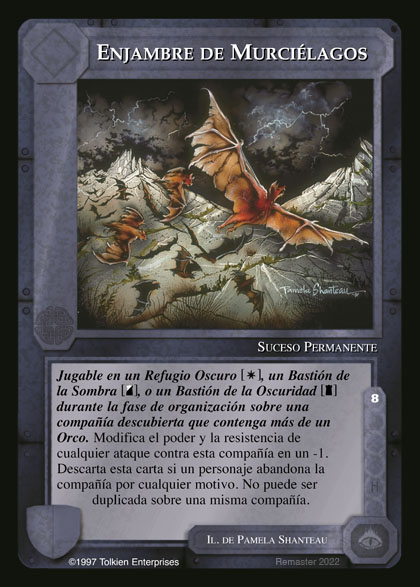 Enjambre de Murciélagos
Pamela Shanteau
Suceso Permanente
Jugable en un Refugio Oscuro [✶], un Bastión de
la Sombra [◩], o un Bastión de la Oscuridad [♜]
durante la fase de organización sobre una
compañía descubierta que contenga más de un
Orco. Modifica el poder y la resistencia de
cualquier ataque contra esta compañía en un -1.
Descarta esta carta si un personaje abandona la
compañía por cualquier motivo. No puede ser
duplicada sobre una misma compañía.
8
H
Il. de Pamela Shanteau
©1997 Tolkien Enterprises
Remaster 2022